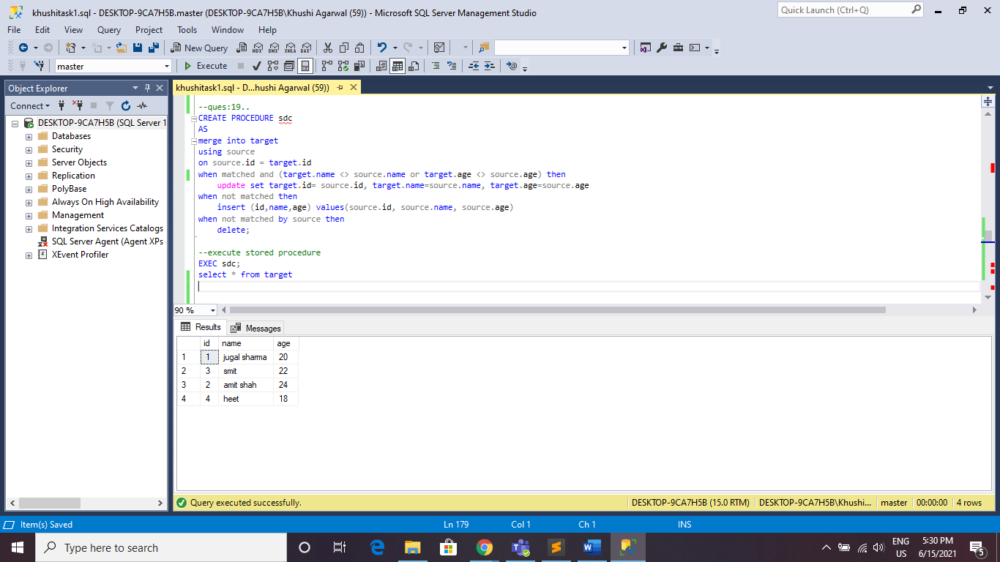 khushitask1.sql - DESKTOP-9CA7H5B.master (DESKTOP-9CA7H5B\Khushi Agarwal (59)) - Microsoft SQL Server Management Studio
Quick Launch (Ctrl+Q)
File Edit View Query Project Tools Window Help
New Query MDX DMX XMLA DAX
master Execute
Object Explorer
khushitask1.sql - D...hushi Agarwal (59))
Connect
DESKTOP-9CA7H5B (SQL Server 1
Databases
Security
Server Objects
Replication
PolyBase
Always On High Availability
Management
Integration Services Catalogs
SQL Server Agent (Agent XPs
XEvent Profiler
--ques:19..
CREATE PROCEDURE sdc
AS
merge into target
using source
on source.id = target.id
when matched and (target.name <> source.name or target.age <> source.age) then
update set target.id= source.id, target.name=source.name, target.age=source.age
when not matched then
insert (id,name,age) values(source.id, source.name, source.age)
when not matched by source then
delete;
--execute stored procedure
EXEC sdc;
select * from target
90 %
Results Messages
id name age
1 1 jugal sharma 20
2 3 smit 22
3 2 amit shah 24
4 4 heet 18
Query executed successfully. DESKTOP-9CA7H5B (15.0 RTM) DESKTOP-9CA7H5B\Khushi... master 00:00:00 4 rows
Item(s) Saved Ln 179 Col 1 Ch 1 INS
Type here to search
ENG 5:30 PM
US 6/15/2021 5